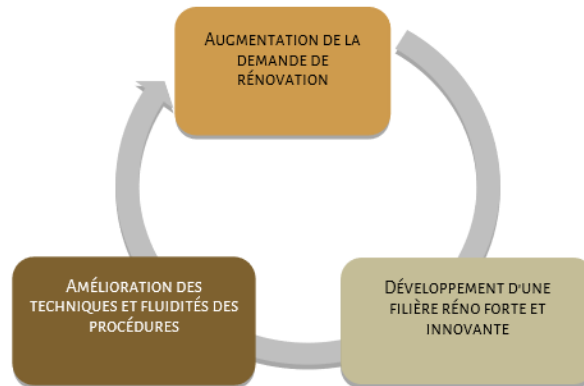 AUGMENTATION DE LA
DEMANDE DE
RÉNOVATION
AMÉLIORATION DES
TECHNIQUES ET FLUIDITÉS DES
PROCÉDURES
DÉVELOPPEMENT D'UNE
FILIÈRE RÉNO FORTE ET
INNOVANTE